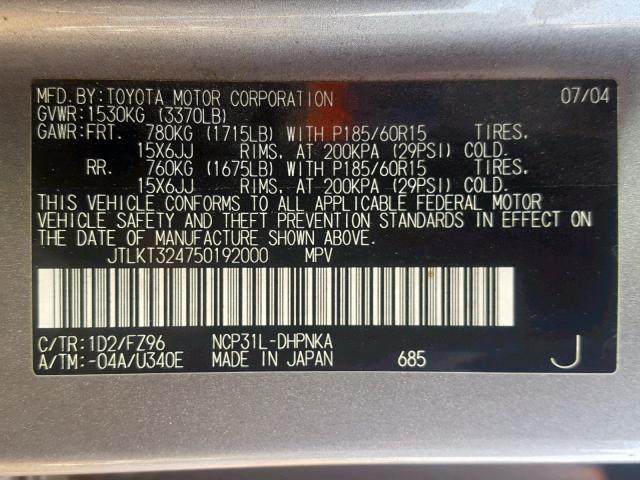 MFD.BY:TOYOTA MOTOR CORPORATION 07/04
GVWR:1530KG (3370LB)
GAWR:FRT. 780KG (1715LB) WITH P185/60R15 TIRES.
15X6JJ RIMS. AT 200KPA (29PSI) COLD.
RR. 760KG (1675LB) WITH P185/60R15 TIRES.
15X6JJ RIMS. AT 200KPA (29PSI) COLD.
THIS VEHICLE CONFORMS TO ALL APPLICABLE FEDERAL MOTOR
VEHICLE SAFETY AND THEFT PREVENTION STANDARDS IN EFFECT ON
THE DATE OF MANUFACTURE SHOWN ABOVE.
JTLKT324750192000 MPV
C/TR:1D2/FZ96 NCP31L-DHPNKA
A/TM:-04A/U340E MADE IN JAPAN 685 J